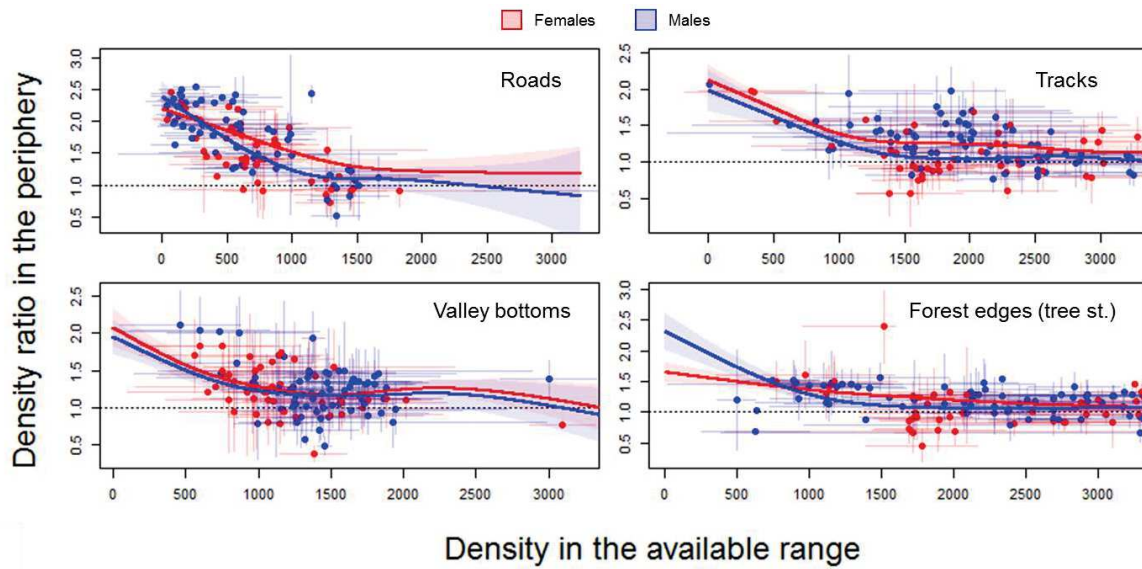 Females Males
Density ratio in the periphery
Roads
3.0
2.5
2.0
1.5
1.0
0.5
0 500 1000 1500 2000 2500 3000
Tracks
2.5
2.0
1.5
1.0
0.5
0 500 1000 1500 2000 2500 3000
Valley bottoms
2.5
2.0
1.5
1.0
0.5
0 500 1000 1500 2000 2500 3000
Forest edges (tree st.)
3.0
2.5
2.0
1.5
1.0
0.5
0 500 1000 1500 2000 2500 3000
Density in the available range